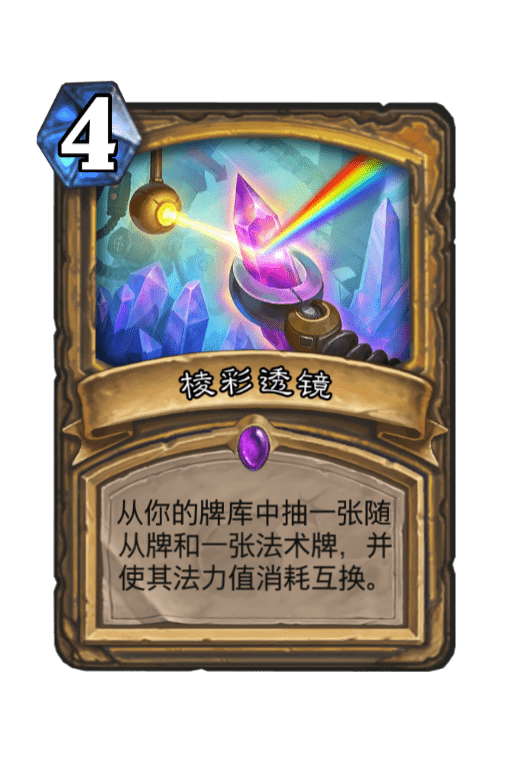 4
棱彩透镜
从你的牌库中抽一张随
从牌和一张法术牌，并
使其法力值消耗互换。